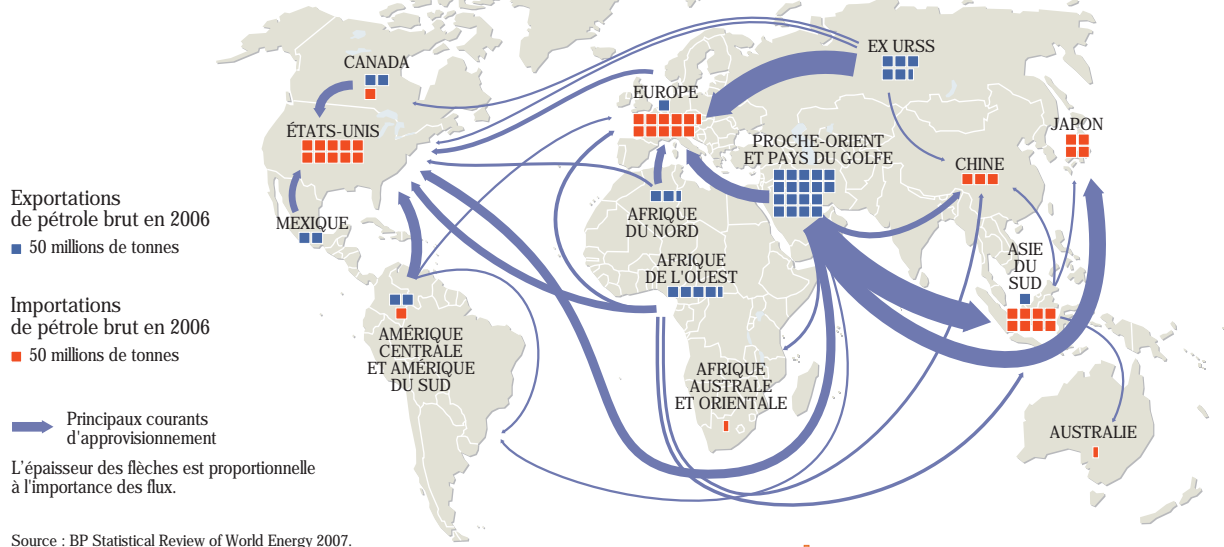 CANADA
ÉTATS-UNIS
MEXIQUE
EX URSS
EUROPE
PROCHE-ORIENT
ET PAYS DU GOLFE
JAPON
CHINE
AFRIQUE
DU NORD
AFRIQUE
DE L'OUEST
ASIE
DU
SUD
AMÉRIQUE
CENTRALE
ET AMÉRIQUE
DU SUD
AFRIQUE
AUSTRALE
ET ORIENTALE
AUSTRALIE
Exportations
de pétrole brut en 2006
50 millions de tonnes
Importations
de pétrole brut en 2006
50 millions de tonnes
Principaux courants
d'approvisionnement
L'épaisseur des flèches est proportionnelle
à l'importance des flux.
Source : BP Statistical Review of World Energy 2007.